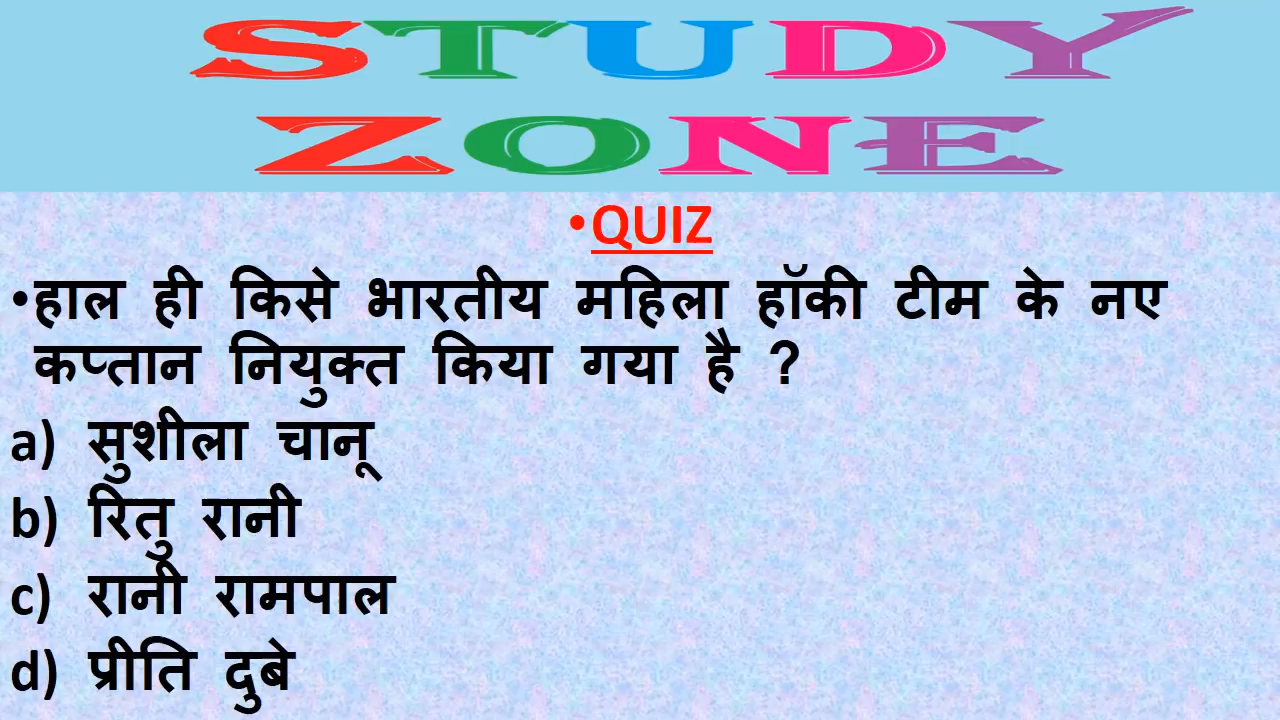 STUDY
ZONE
•QUIZ
•हाल ही किसे भारतीय महिला हॉकी टीम के नए
कप्तान नियुक्त किया गया है ?
a) सुशीला चानू
b) रितु रानी
c) रानी रामपाल
d) प्रीति दुबे